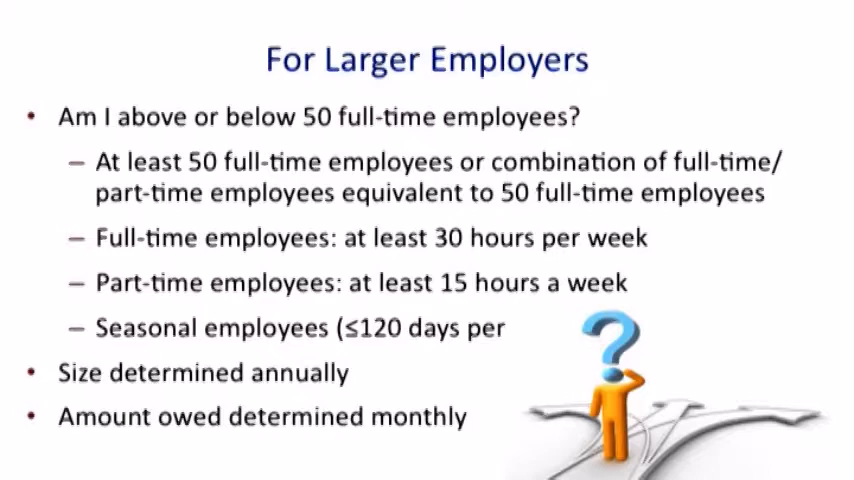 For Larger Employers
• Am I above or below 50 full-time employees?
– At least 50 full-time employees or combination of full-time/
part-time employees equivalent to 50 full-time employees
– Full-time employees: at least 30 hours per week
– Part-time employees: at least 15 hours a week
– Seasonal employees (≤120 days per
• Size determined annually
• Amount owed determined monthly